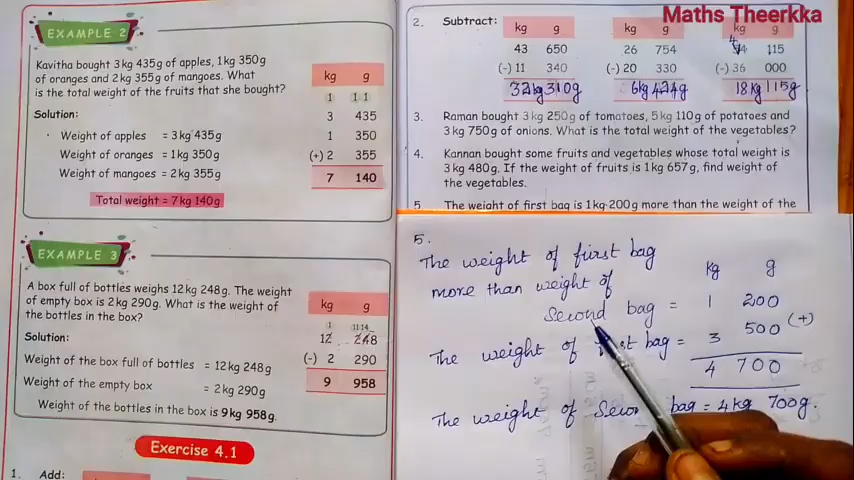 EXAMPLE 2
Kavitha bought 3 kg 435g of apples, 1 kg 350g
of oranges and 2 kg 355g of mangoes. What
is the total weight of the fruits that she bought?
Solution:
Weight of apples = 3 kg 435 g
Weight of oranges = 1 kg 350 g
Weight of mangoes = 2 kg 355 g
Total weight = 7 kg 140 g
kg g
1 1 1
3 435
1 350
(+) 2 355
7 140
EXAMPLE 3
A box full of bottles weighs 12 kg 248 g. The weight
of empty box is 2 kg 290 g. What is the weight of
the bottles in the box?
Solution:
Weight of the box full of bottles = 12 kg 248 g
Weight of the empty box = 2 kg 290 g
Weight of the bottles in the box is 9 kg 958 g.
kg g
1 11 14
12 248
(-) 2 290
9 958
Exercise 4.1
1. Add:
Maths Theerkka
2. Subtract:
kg g
43 650
(-) 11 340
32kg 310g
kg g
26 754
(-) 20 330
6kg 424g
kg g
4
54 115
(-) 36 000
18kg 115g
3. Raman bought 3 kg 250 g of tomatoes, 5 kg 110 g of potatoes and
3 kg 750 g of onions. What is the total weight of the vegetables?
4. Kannan bought some fruits and vegetables whose total weight is
3 kg 480 g. If the weight of fruits is 1 kg 657 g, find weight of
the vegetables.
5. The weight of first bag is 1 kg 200 g more than the weight of the
5.
The weight of first bag
more than weight of
Second bag =
The weight of first bag =
kg g
1 200
3 500 (+)
4 700
The weight of bag = 4kg 700g.